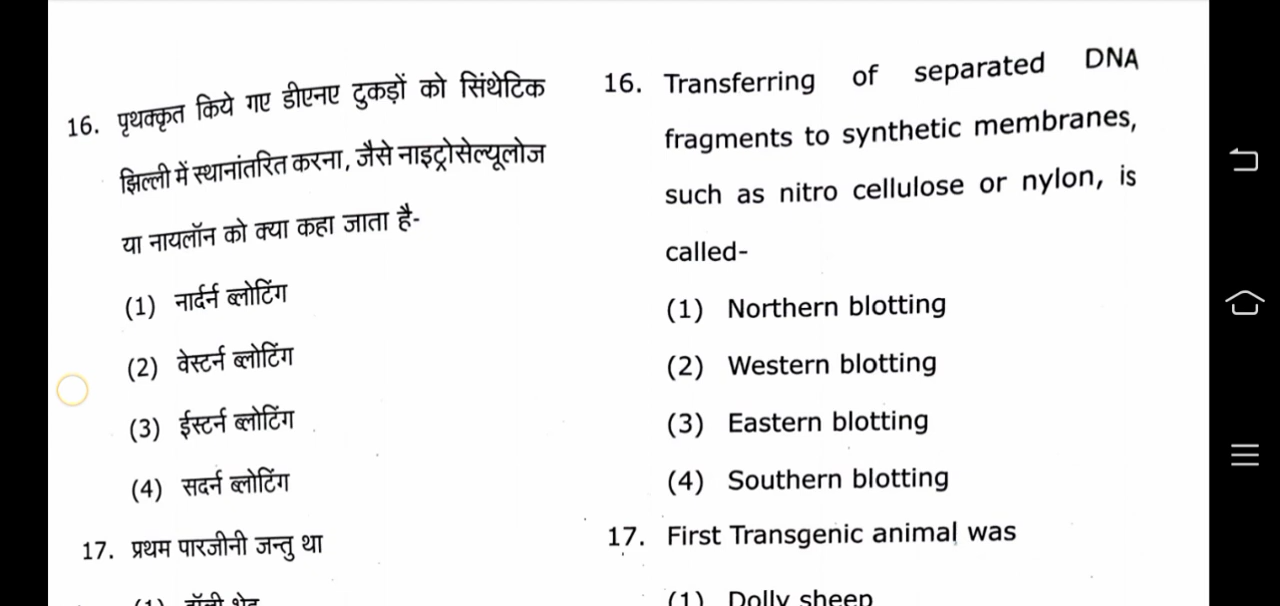 16. पृथक्कृत किये गए डीएनए टुकड़ों को सिंथेटिक
झिल्ली में स्थानांतरित करना, जैसे नाइट्रोसेल्यूलोज
या नायलॉन को क्या कहा जाता है-
(1) नार्दर्न ब्लोटिंग
(2) वेस्टर्न ब्लोटिंग
(3) ईस्टर्न ब्लोटिंग
(4) सदर्न ब्लोटिंग
17. प्रथम पारजीनी जन्तु था
(1) डॉली भेड़
16. Transferring of separated DNA
fragments to synthetic membranes,
such as nitro cellulose or nylon, is
called-
(1) Northern blotting
(2) Western blotting
(3) Eastern blotting
(4) Southern blotting
17. First Transgenic animal was
(1) Dolly sheep